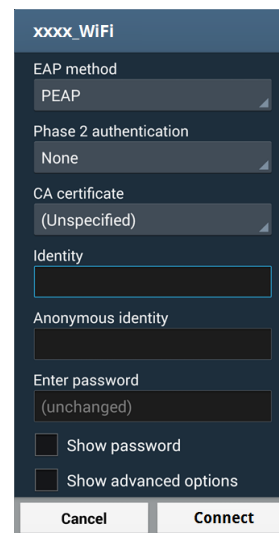 xxxx_WiFi
EAP method
PEAP
Phase 2 authentication
None
CA certificate
(Unspecified)
Identity
Anonymous identity
Enter password
(unchanged)
Show password
Show advanced options
Cancel Connect